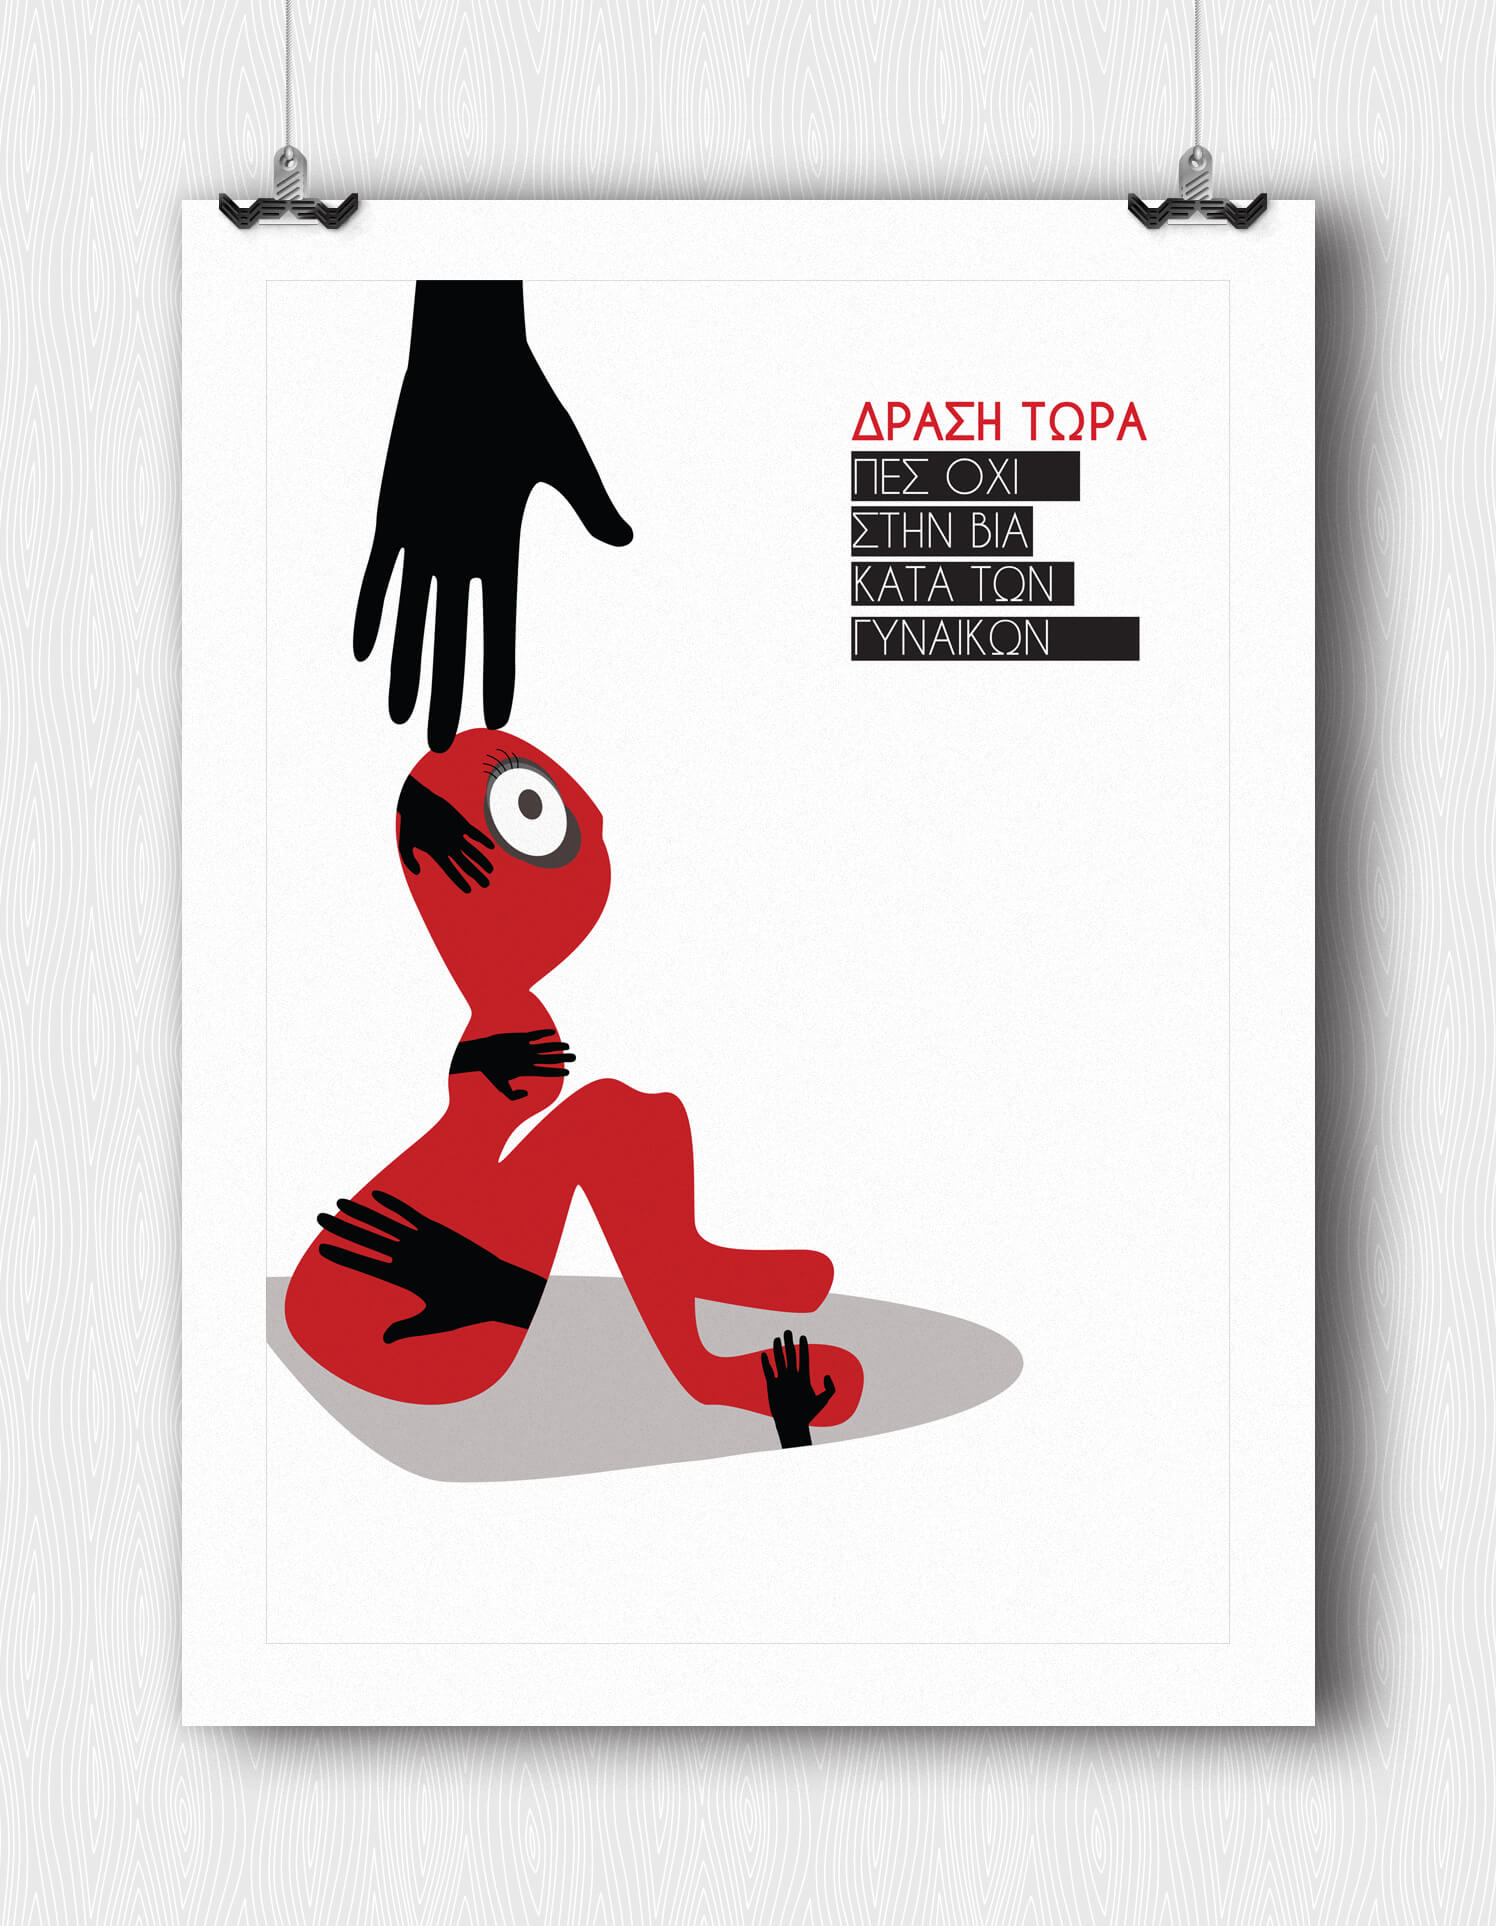 ΔΡΑΣΗ ΤΩΡΑ
ΠΕΣ ΟΧΙ
ΣΤΗΝ ΒΙΑ
ΚΑΤΑ ΤΩΝ
ΓΥΝΑΙΚΩΝ